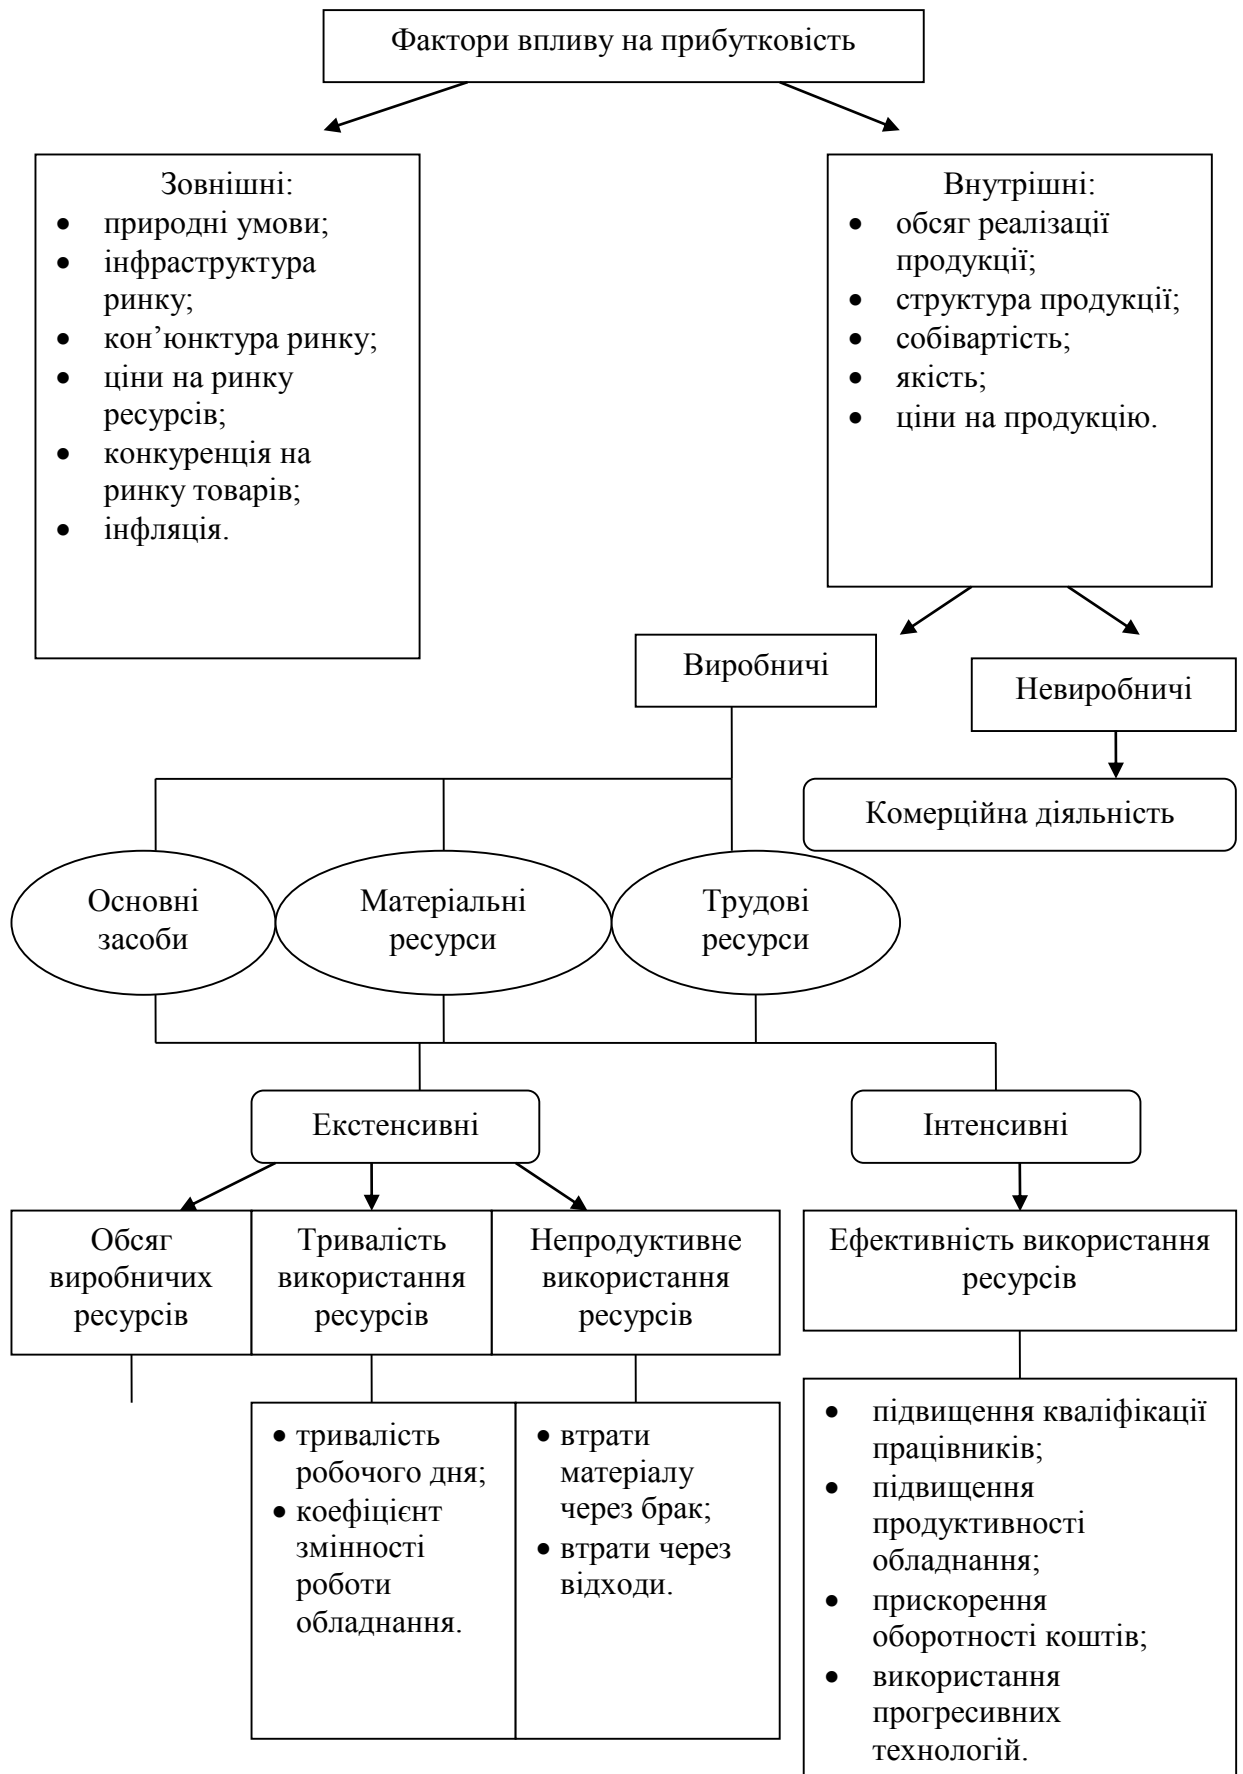 Фактори впливу на прибутковість
Зовнішні:
• природні умови;
• інфраструктура
ринку;
• кон’юнктура ринку;
• ціни на ринку
ресурсів;
• конкуренція на
ринку товарів;
• інфляція.
Внутрішні:
• обсяг реалізації
продукції;
• структура продукції;
• собівартість;
• якість;
• ціни на продукцію.
Виробничі
Невиробничі
Комерційна діяльність
Основні
засоби
Матеріальні
ресурси
Трудові
ресурси
Екстенсивні
Інтенсивні
Обсяг
виробничих
ресурсів
Тривалість
використання
ресурсів
Непродуктивне
використання
ресурсів
Ефективність використання
ресурсів
• тривалість
робочого дня;
• коефіцієнт
змінності
роботи
обладнання.
• втрати
матеріалу
через брак;
• втрати через
відходи.
• підвищення кваліфікації
працівників;
• підвищення
продуктивності
обладнання;
• прискорення
оборотності коштів;
• використання
прогресивних
технологій.